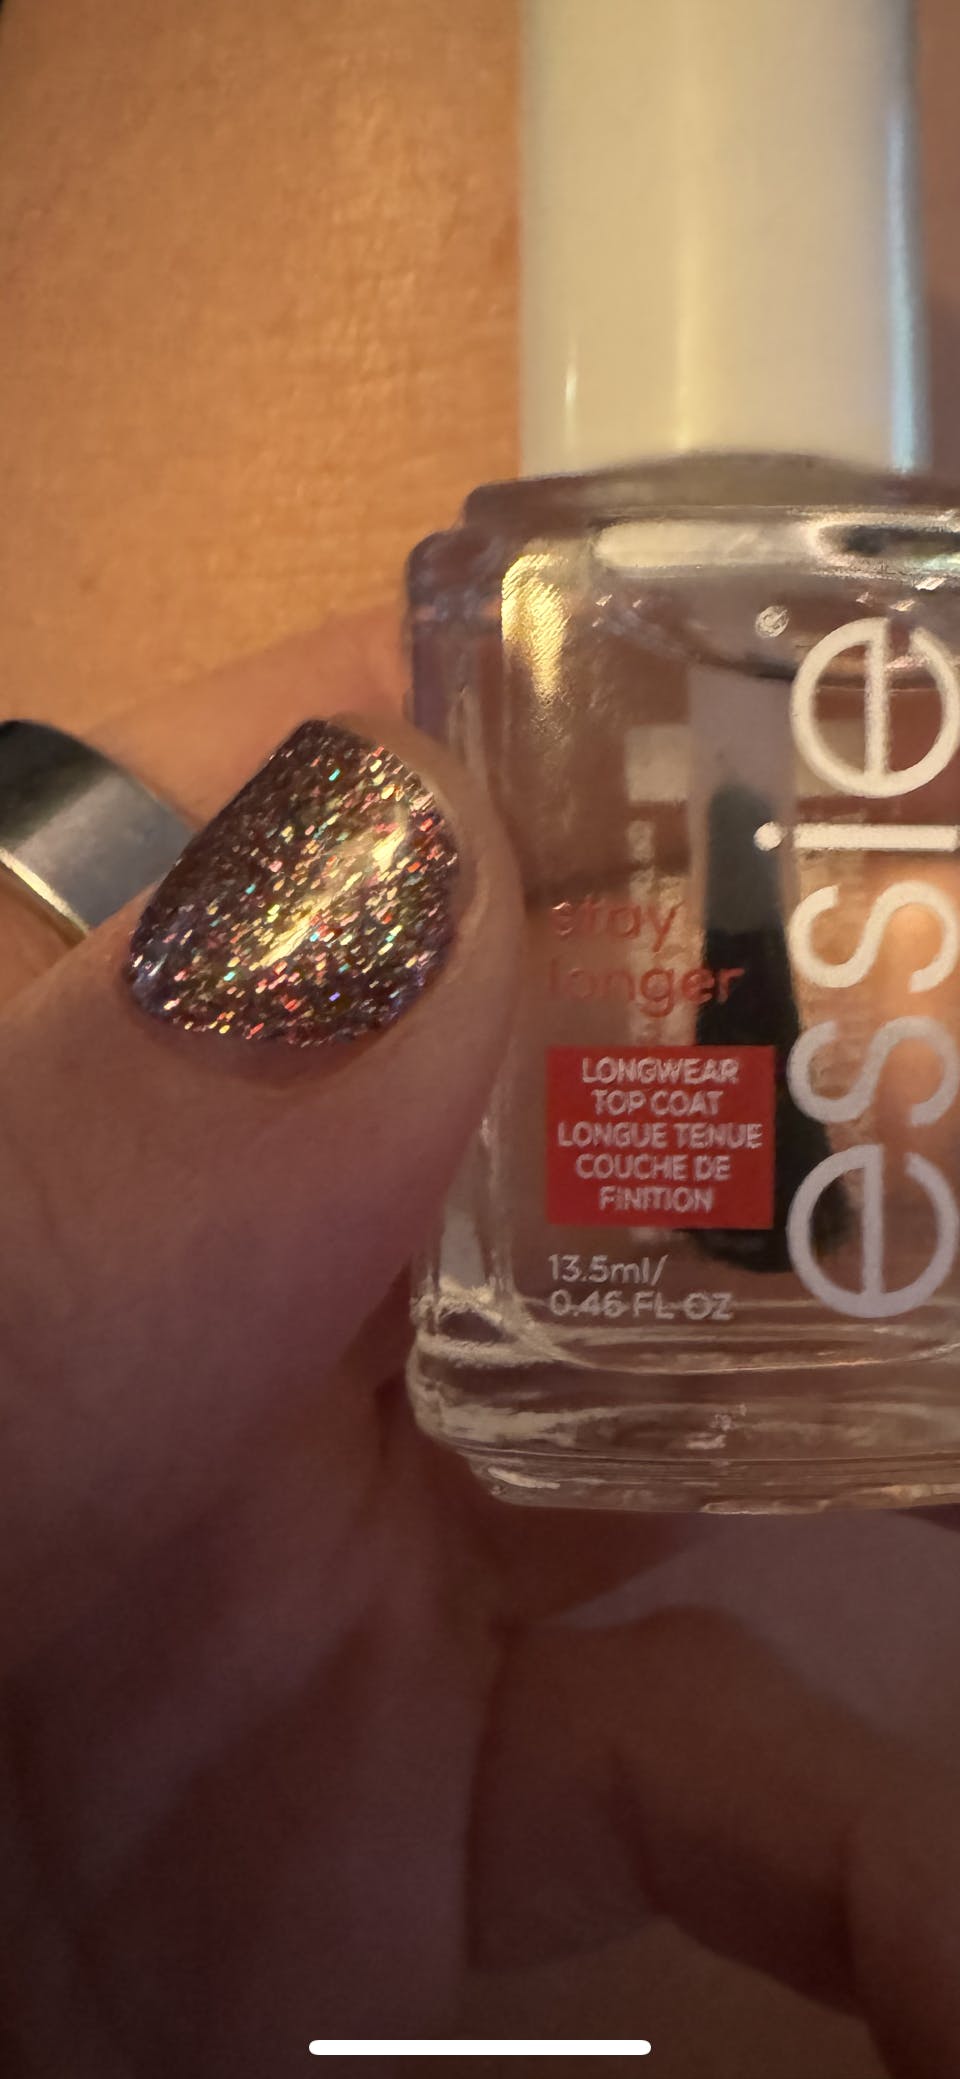 essie
®
stay
longer
LONGWEAR
TOP COAT
LONGUE TENUE
COUCHE DE
FINITION
13.5ml/
0.46 FL OZ